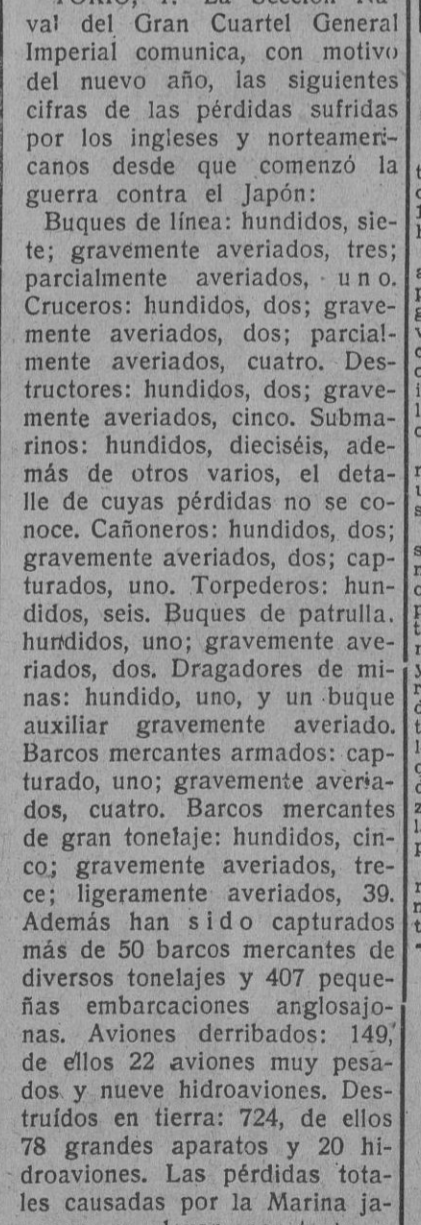 TOKIO, 1. La Sección Na-
val del Gran Cuartel General
Imperial comunica, con motivo
del nuevo año, las siguientes
cifras de las pérdidas sufridas
por los ingleses y norteameri-
canos desde que comenzó la
guerra contra el Japón:
Buques de línea: hundidos, sie-
te; gravemente averiados, tres;
parcialmente averiados, uno.
Cruceros: hundidos, dos; grave-
mente averiados, dos; parcial-
mente averiados, cuatro. Des-
tructores: hundidos, dos; grave-
mente averiados, cinco. Subma-
rinos: hundidos, dieciséis, ade-
más de otros varios, el deta-
lle de cuyas pérdidas no se co-
noce. Cañoneros: hundidos, dos;
gravemente averiados, dos; cap-
turados, uno. Torpederos: hun-
didos, seis. Buques de patrulla.
hundidos, uno; gravemente ave-
riados, dos. Dragadores de mi-
nas: hundido, uno, y un buque
auxiliar gravemente averiado.
Barcos mercantes armados: cap-
turado, uno; gravemente averia-
dos, cuatro. Barcos mercantes
de gran tonelaje: hundidos, cin-
co; gravemente averiados, tre-
ce; ligeramente averiados, 39.
Además han sido capturados
más de 50 barcos mercantes de
diversos tonelajes y 407 peque-
ñas embarcaciones anglosajo-
nas. Aviones derribados: 149,
de ellos 22 aviones muy pesa-
dos y nueve hidroaviones. Des-
truídos en tierra: 724, de ellos
78 grandes aparatos y 20 hi-
droaviones. Las pérdidas tota-
les causadas por la Marina ja-